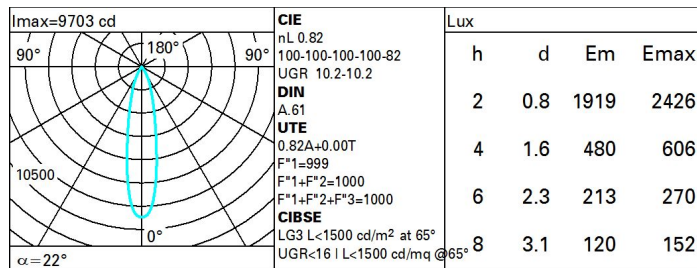 Imax=9703 cd
90°
180°
90°
10500
0°
α=22°
CIE
nL 0.82
100-100-100-100-82
UGR 10.2-10.2
DIN
A.61
UTE
0.82A+0.00T
F"1=999
F"1+F"2=1000
F"1+F"2+F"3=1000
CIBSE
LG3 L<1500 cd/m² at 65°
UGR<16 | L<1500 cd/mq @65°
Lux
h d Em Emax
2 0.8 1919 2426
4 1.6 480 606
6 2.3 213 270
8 3.1 120 152